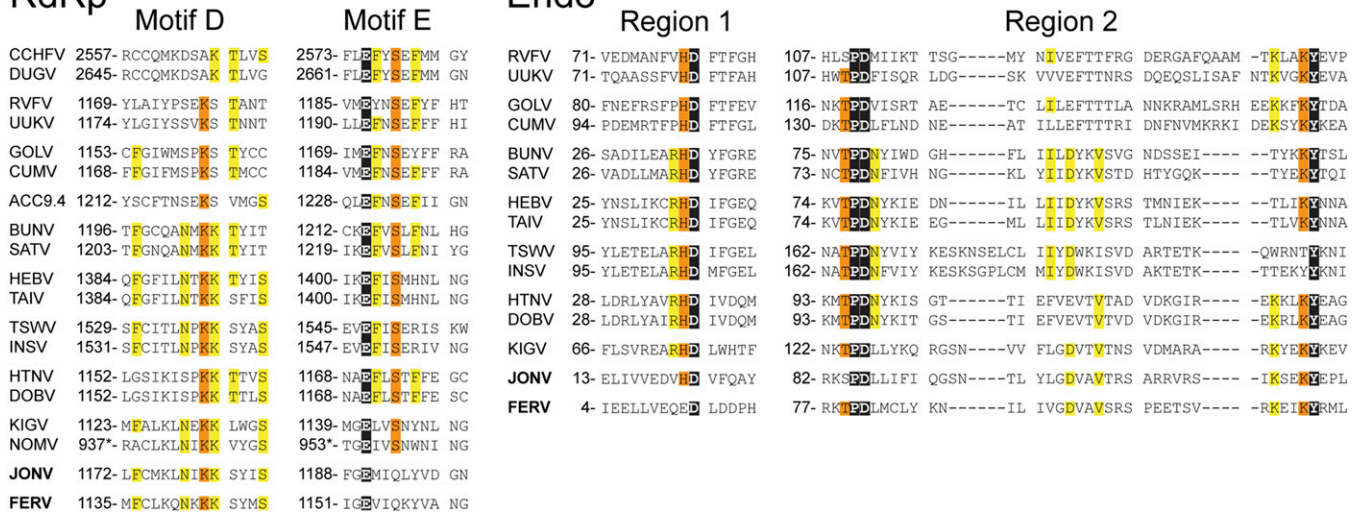 RdRp
Endo
Motif D Motif E Region 1 Region 2
CCHFV 2557- RCCQMKDSAK TLVS 2573- FLEFYSEFMM GY
DUGV 2645- RCCQMKDSAK TLVG 2661- FLEFYSEFMM GN
RVFV 1169- YLAIYPSEKS TANT 1185- VMEYNSEFYF HT
UUKV 1174- YLGIYSSVKS TNNT 1190- LLEFNSEFFF HI
GOLV 1153- CFGIWMSPKS TYCC 1169- IMEFNSEYFF RA
CUMV 1168- FFGIFMSPKS TMCC 1184- VMEFNSEFFF RA
ACC9.4 1212- YSCFTNSEKS VMGS 1228- QLEFNSEFII GN
BUNV 1196- TFGCQANMKK TYIT 1212- CKEFVSLFNL HG
SATV 1203- TFGNQANMKK TYIT 1219- IKEFVSLFNI YG
HEBV 1384- QFGFILNTKK TYIS 1400- IKEFISMHNL NG
TAIV 1384- QFGFILNTKK SFIS 1400- IKEFISMHNL NG
TSWV 1529- SFCITLNPKK SYAS 1545- EVEFISERIS KW
INSV 1531- SFCITLNPKK SYAS 1547- EVEFISERIV NG
HTNV 1152- LGSIKISPKK TTVS 1168- NAEFLSTFFE GC
DOBV 1152- LGSIKISPKK TTLS 1168- NAEFLSTFFE SC
KIGV 1123- MFALKLNEKK LWGS 1139- MGELVSNYNL NG
NOMV 937*- RACLKLNIKK VYGS 953*- TGEIVSNWNI NG
JONV 1172- LFCMKLNIKK SYIS 1188- FGEMIQLYVD GN
FERV 1135- MFCLKQNKKK SYMS 1151- IGEVIQKYVA NG
RVFV 71- VEDMANFVHD FTFGH 107- HLSPDMIIKT TSG------MY NIVEFTTFRG DERGAFQAAM -TKLAKYEVP
UUKV 71- TQAASSFVHD FTFAH 107- HWTPDFISQR LDG------SK VVVEFTTNRS DQEQSLISAF NTKVGKYEVA
GOLV 80- FNEFRSFPHD FTFEV 116- NKTPDVISRT AE-------TC LILEFTTTLA NNKRAMLSRH EEKKFKYTDA
CUMV 94- PDEMRTFPHD FTFGL 130- DKTPDLFLND NE-------AT ILLEFTTTRI DNFNVMKRKI DEKSYKYKEA
BUNV 26- SADILEARHD YFGRE 75- NVTPDNYIWD GH-------FL IILDYKVSVG NDSSEI---- -TYKKYTSL
SATV 26- VADLLMARHD YFGRE 73- NCTPDNFIVH NG-------KL YIIDYKVSTD HTYGQK---- -TYEKYTQI
HEBV 25- YNSLIKCRHD IFGEQ 74- KVTPDNYKIE DN-------IL IIIDYKVSRS TMNIEK---- -TLIKYNNA
TAIV 25- YNSLIKCRHD IFGEQ 74- KVTPDNYKIE EG-------ML LIIDYKVSRS TLNIEK---- -TLVKYNNA
TSWV 95- YLETELARHD IFGEL 162- NATPDNYVIY KESKNSELCL IIYDWKISVD ARTETK---- -QWRNTYKNI
INSV 95- YLETELARHD MFGEL 162- NATPDNFVIY KESKSGPLCM MIYDWKISVD AKTETK---- -TTEKYYKNI
HTNV 28- LDRLYAVRHD IVDQM 93- KMTPDNYKIS GT-------TI EFVEVTVTAD VDKGIR---- -EKKLKYEAG
DOBV 28- LDRLYAIRHD IVDQM 93- KMTPDNYKIT GS-------TI EFVEVTVTVD VDKGIR---- -EKRLKYEAG
KIGV 66- FLSVREARHD LWHTF 122- NKTPDLLYKQ RGSN-----VV FLGDVTVTNS VDMARA---- -RKYEKYKEV
JONV 13- ELIVVEDVHD VFQAY 82- RKSPDLLIFI QGSN-----TL YLGDVAVTRS ARRVRS---- -IKSEKYEPL
FERV 4- IEELLVEQED LDDPH 77- RKTPDLMCLY KN-------IL IVGDVAVSRS PEETSV---- -RKEIKYRML